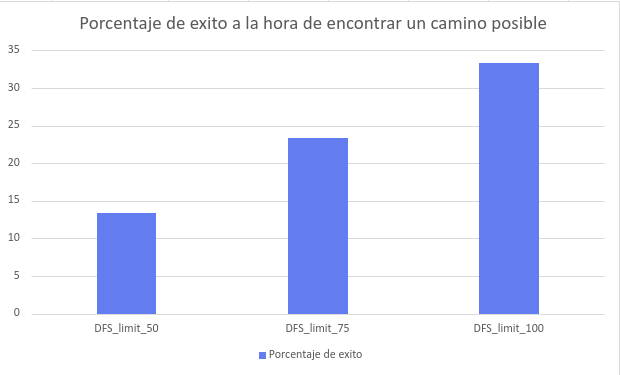 Porcentaje de exito a la hora de encontrar un camino posible
35
30
25
20
15
10
5
0
DFS_limit_50 DFS_limit_75 DFS_limit_100
Porcentaje de exito